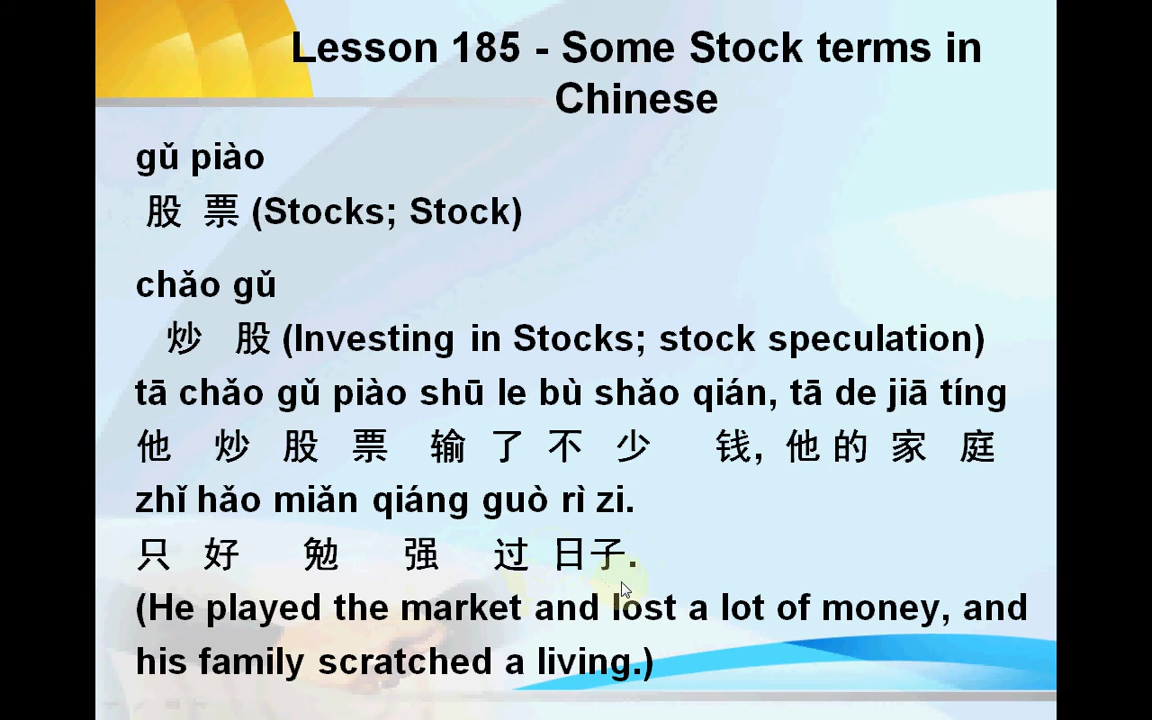 Lesson 185 - Some Stock terms in
Chinese
gǔ piào
股 票 (Stocks; Stock)
chǎo gǔ
炒 股 (Investing in Stocks; stock speculation)
tā chǎo gǔ piào shū le bù shǎo qián, tā de jiā tíng
他 炒 股 票 输 了 不 少 钱, 他 的 家 庭
zhǐ hǎo miǎn qiáng guò rì zi.
只 好 勉 强 过 日子.
(He played the market and lost a lot of money, and
his family scratched a living.)